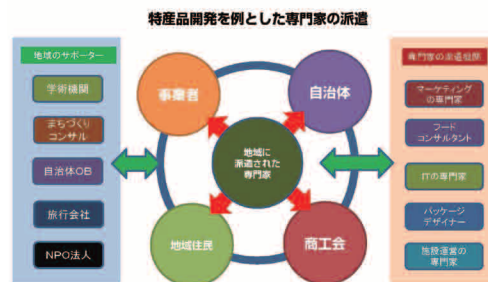 特産品開発を例とした専門家の派遣
地域のサポーター
学術機関
まちづくり
コンサル
自治体OB
旅行会社
NPO法人
事業者
自治体
地域に
派遣された
専門家
地域住民
商工会
専門家の派遣組織
マーケティング
の専門家
フード
コンサルタント
ITの専門家
パッケージ
デザイナー
施設運営の
専門家